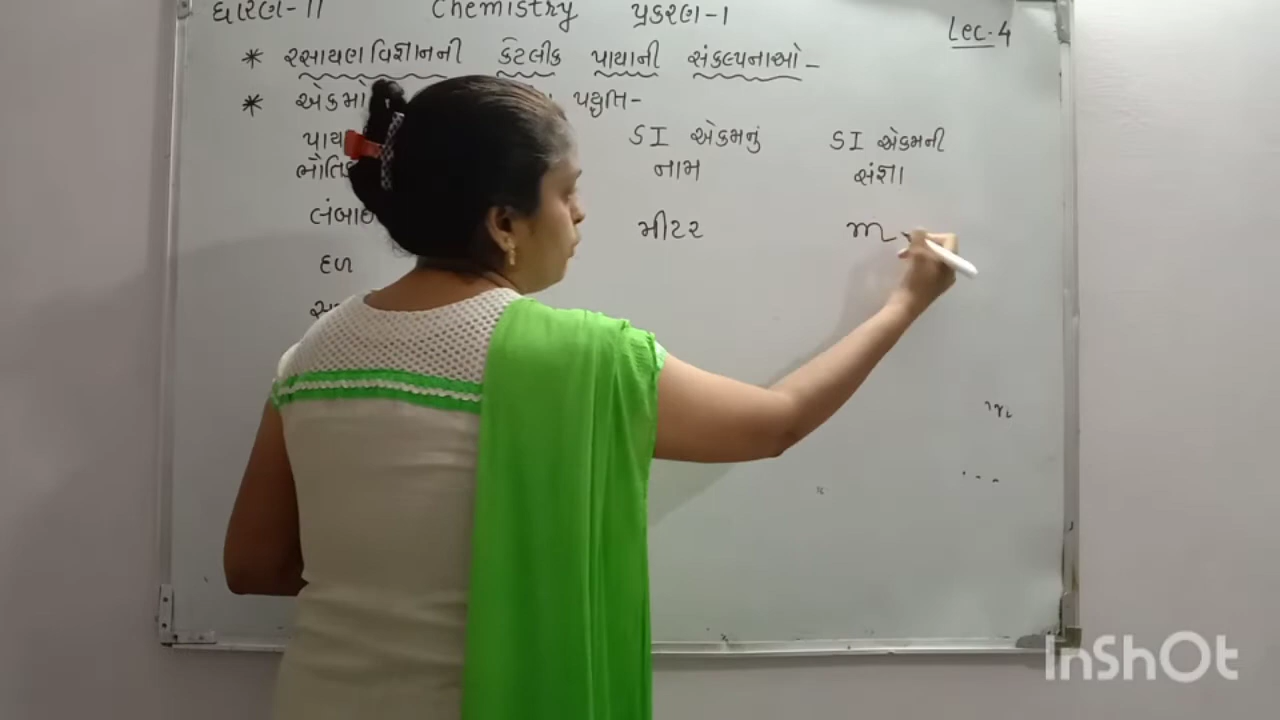 ધોરણ-11 Chemistry પ્રકરણ-1
Lec-4
* રસાયણ વિજ્ઞાનની કેટલીક પાયાની સંકલ્પનાઓ-
* પદ્ધતિ-
SI એકમનું નામ
SI એકમની સંજ્ઞા
લંબાઈ મીટર m
દળ
InShOt